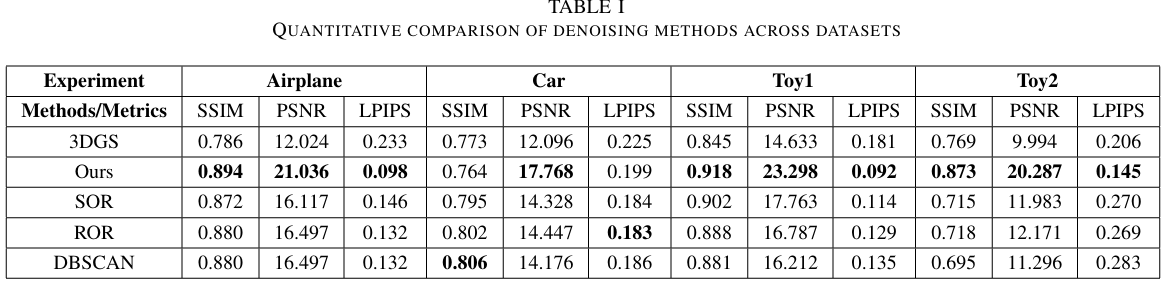 TABLE I
QUANTITATIVE COMPARISON OF DENOISING METHODS ACROSS DATASETS
Experiment Airplane Car Toy1 Toy2
Methods/Metrics SSIM PSNR LPIPS SSIM PSNR LPIPS SSIM PSNR LPIPS SSIM PSNR LPIPS
3DGS 0.786 12.024 0.233 0.773 12.096 0.225 0.845 14.633 0.181 0.769 9.994 0.206
Ours 0.894 21.036 0.098 0.764 17.768 0.199 0.918 23.298 0.092 0.873 20.287 0.145
SOR 0.872 16.117 0.146 0.795 14.328 0.184 0.902 17.763 0.114 0.715 11.983 0.270
ROR 0.880 16.497 0.132 0.802 14.447 0.183 0.888 16.787 0.129 0.718 12.171 0.269
DBSCAN 0.880 16.497 0.132 0.806 14.176 0.186 0.881 16.212 0.135 0.695 11.296 0.283